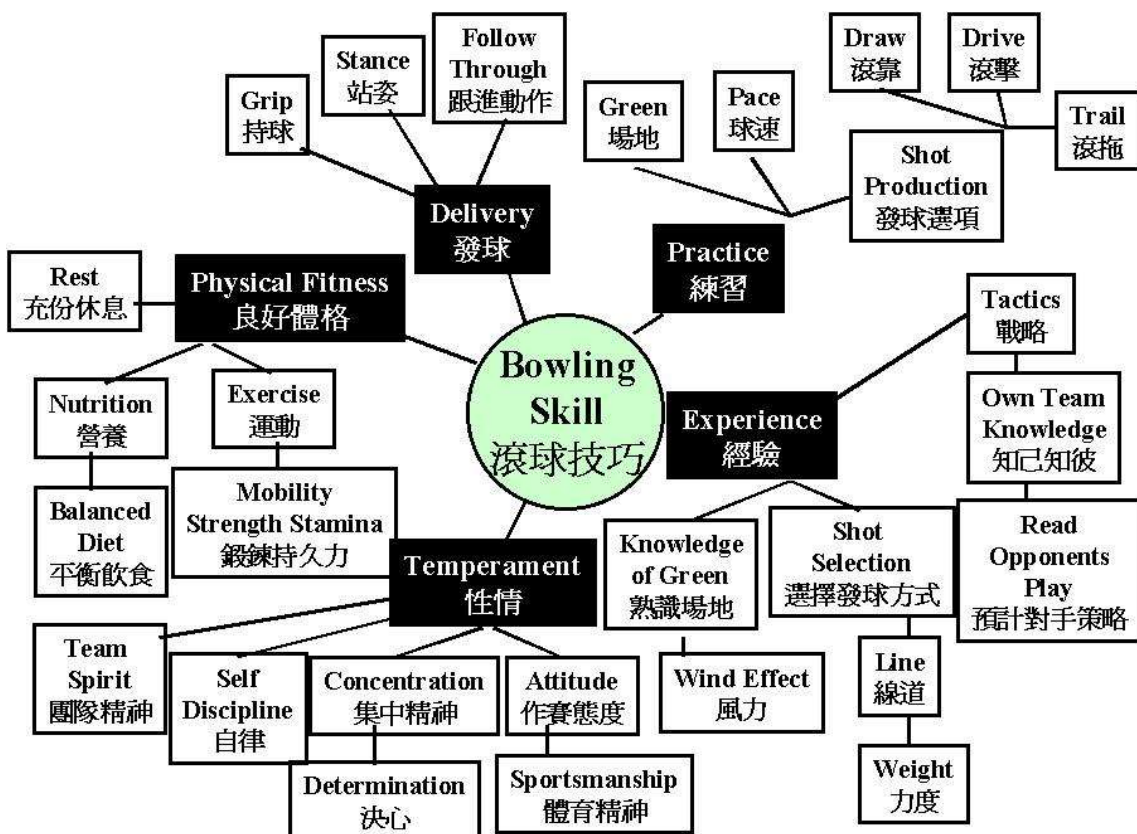 Bowling
Skill
滾球技巧
Delivery
發球
Grip
持球
Stance
站姿
Follow
Through
跟進動作
Practice
練習
Green
場地
Pace
球速
Shot
Production
發球選項
Draw
滾靠
Drive
滾擊
Trail
滾拖
Physical Fitness
良好體格
Rest
充份休息
Nutrition
營養
Balanced
Diet
平衡飲食
Exercise
運動
Mobility
Strength Stamina
鍛鍊持久力
Experience
經驗
Tactics
戰略
Own Team
Knowledge
知己知彼
Read
Opponents
Play
預計對手策略
Knowledge
of Green
熟識場地
Wind Effect
風力
Shot
Selection
選擇發球方式
Line
線道
Weight
力度
Temperament
性情
Team
Spirit
團隊精神
Self
Discipline
自律
Concentration
集中精神
Determination
決心
Attitude
作賽態度
Sportsmanship
體育精神